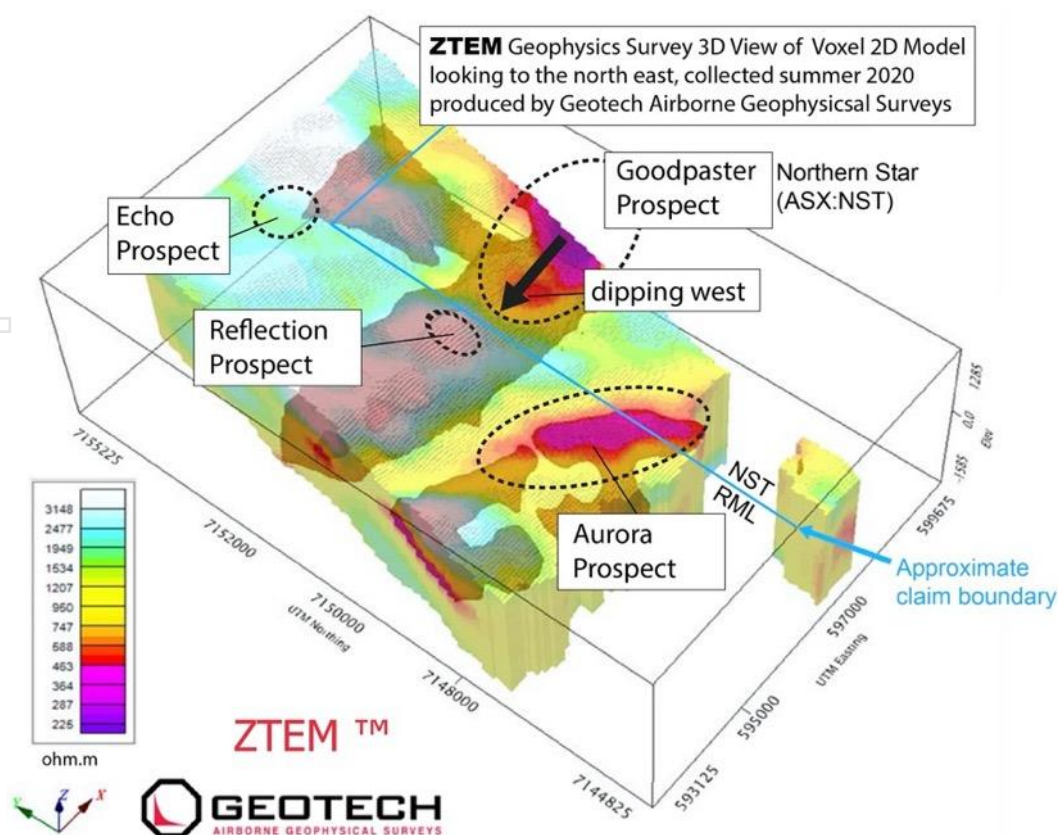 ZTEM Geophysics Survey 3D View of Voxel 2D Model
looking to the north east, collected summer 2020
produced by Geotech Airborne Geophysicsal Surveys
Goodpaster
Prospect
Northern Star
(ASX:NST)
Echo
Prospect
dipping west
Reflection
Prospect
1285
0.0
-1585
Elev
7155225
7152000
7150000
7148000
7144825
UTM Northing
NST
RML
599675
597000
595000
593125
UTM Easting
Aurora
Prospect
Approximate
claim boundary
3148
2477
1949
1534
1207
950
747
588
463
364
287
225
ohm.m
ZTEM ™
Y
Z
X
GEOTECH
AIRBORNE GEOPHYSICAL SURVEYS